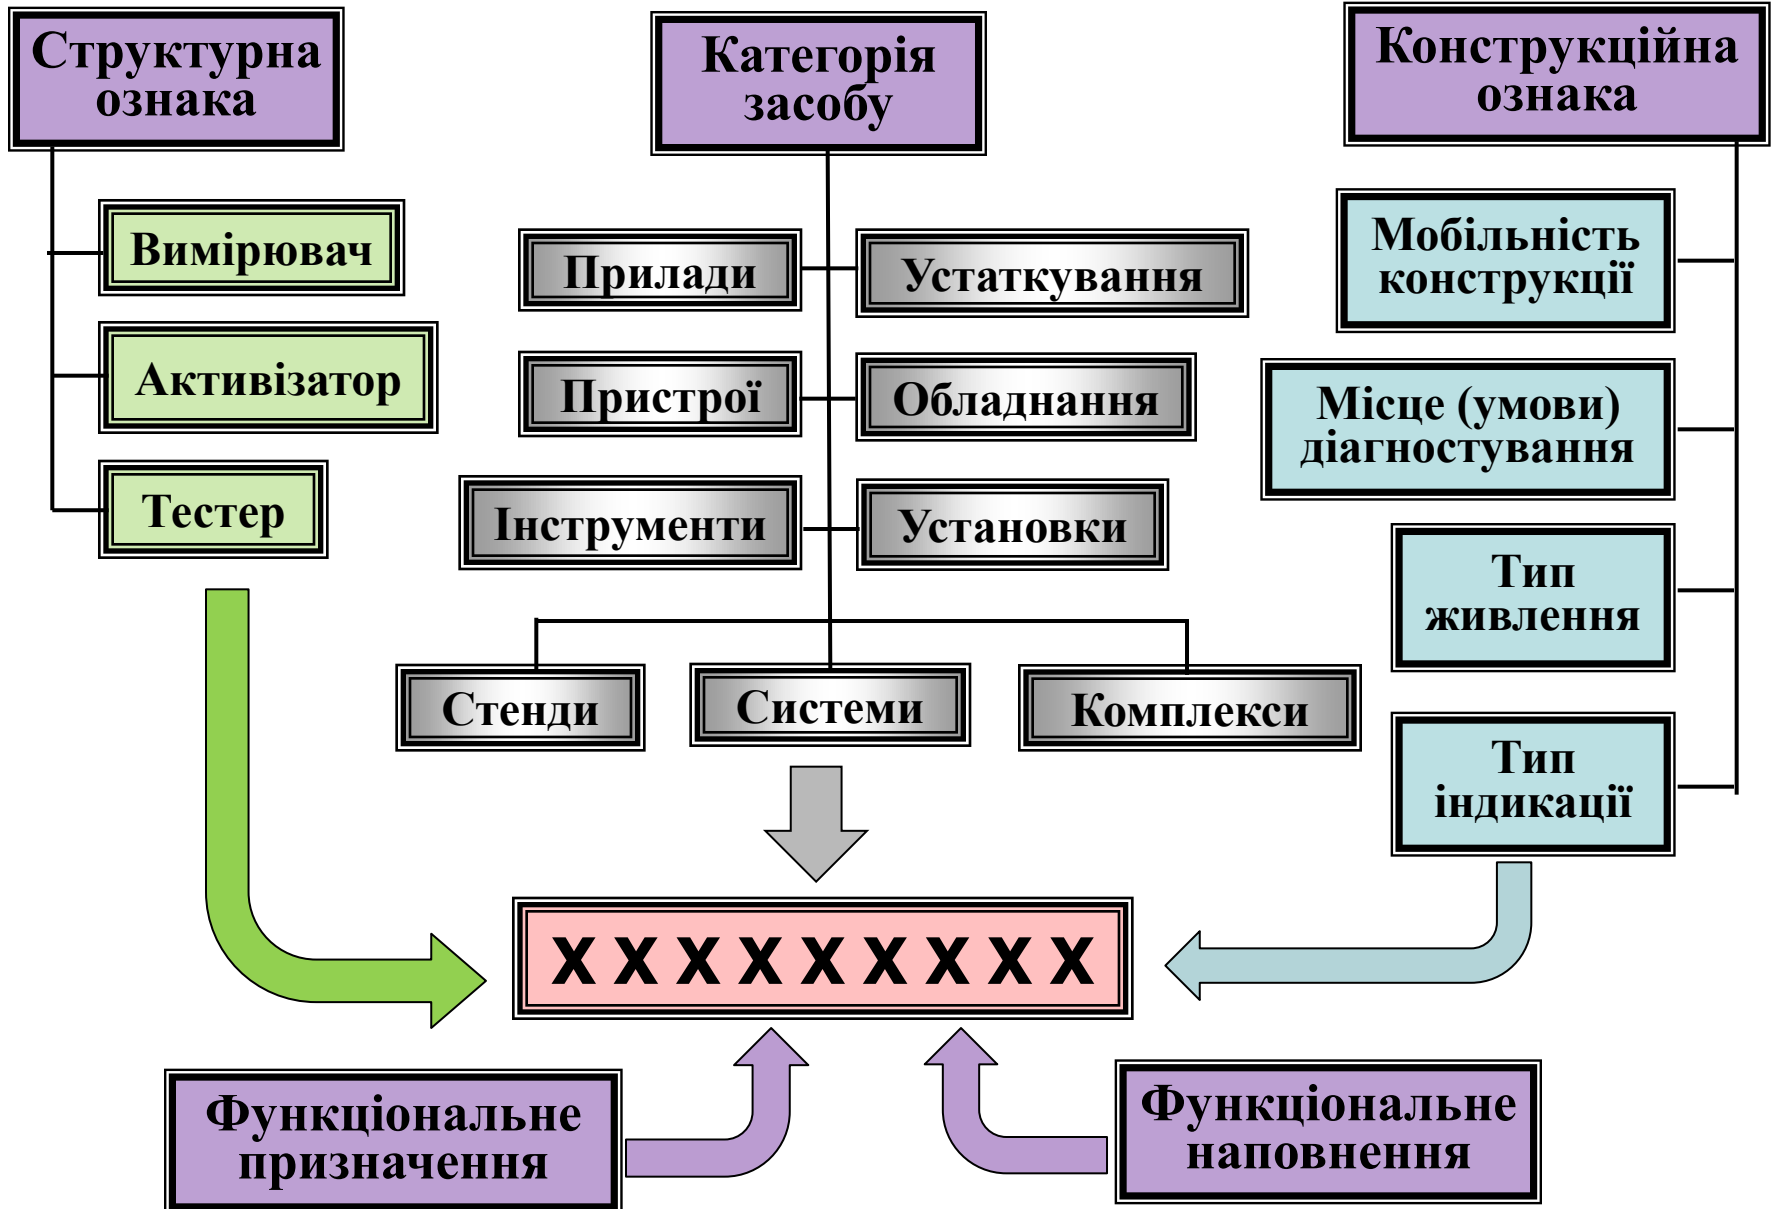 Структурна
ознака
Категорія
засобу
Конструкційна
ознака
Вимірювач
Активізатор
Тестер
Прилади
Устаткування
Пристрої
Обладнання
Інструменти
Установки
Стенди
Системи
Комплекси
Мобільність
конструкції
Місце (умови)
діагностування
Тип
живлення
Тип
індикації
X X X X X X X X X
Функціональне
призначення
Функціональне
наповнення